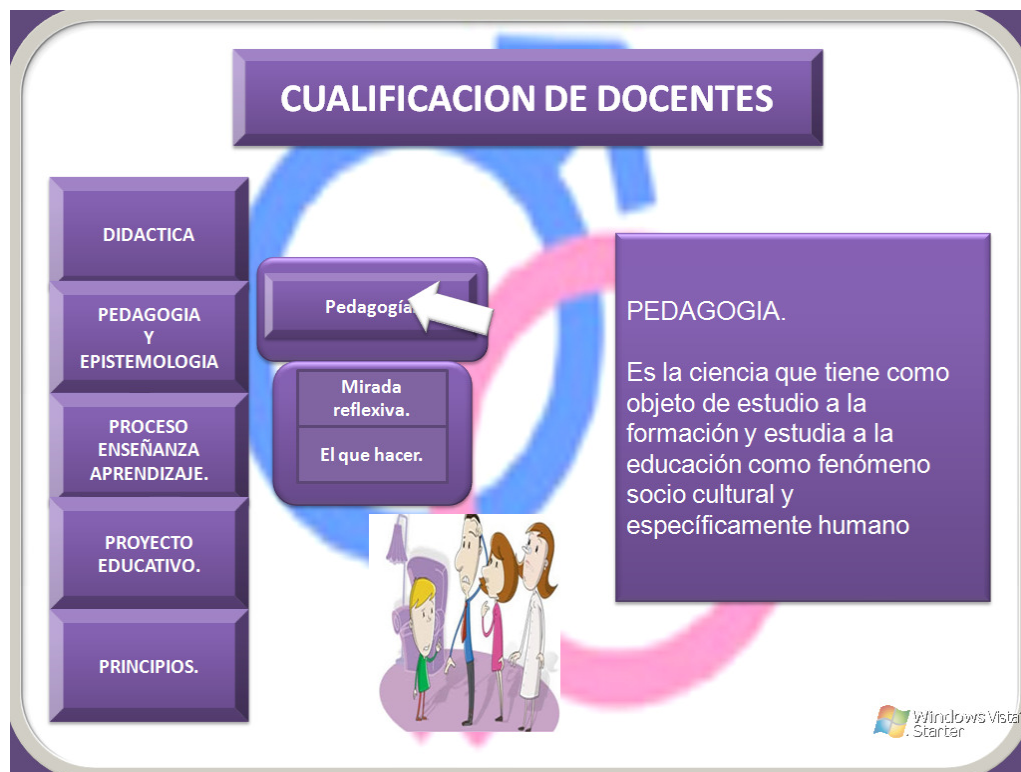 CUALIFICACION DE DOCENTES
DIDACTICA
PEDAGOGIA
Y
EPISTEMOLOGIA
PROCESO
ENSEÑANZA
APRENDIZAJE.
PROYECTO
EDUCATIVO.
PRINCIPIOS.
Pedagogía.
Mirada
reflexiva.
El que hacer.
PEDAGOGIA.
Es la ciencia que tiene como
objeto de estudio a la
formación y estudia a la
educación como fenómeno
socio cultural y
específicamente humano
Windows Vista
Starter